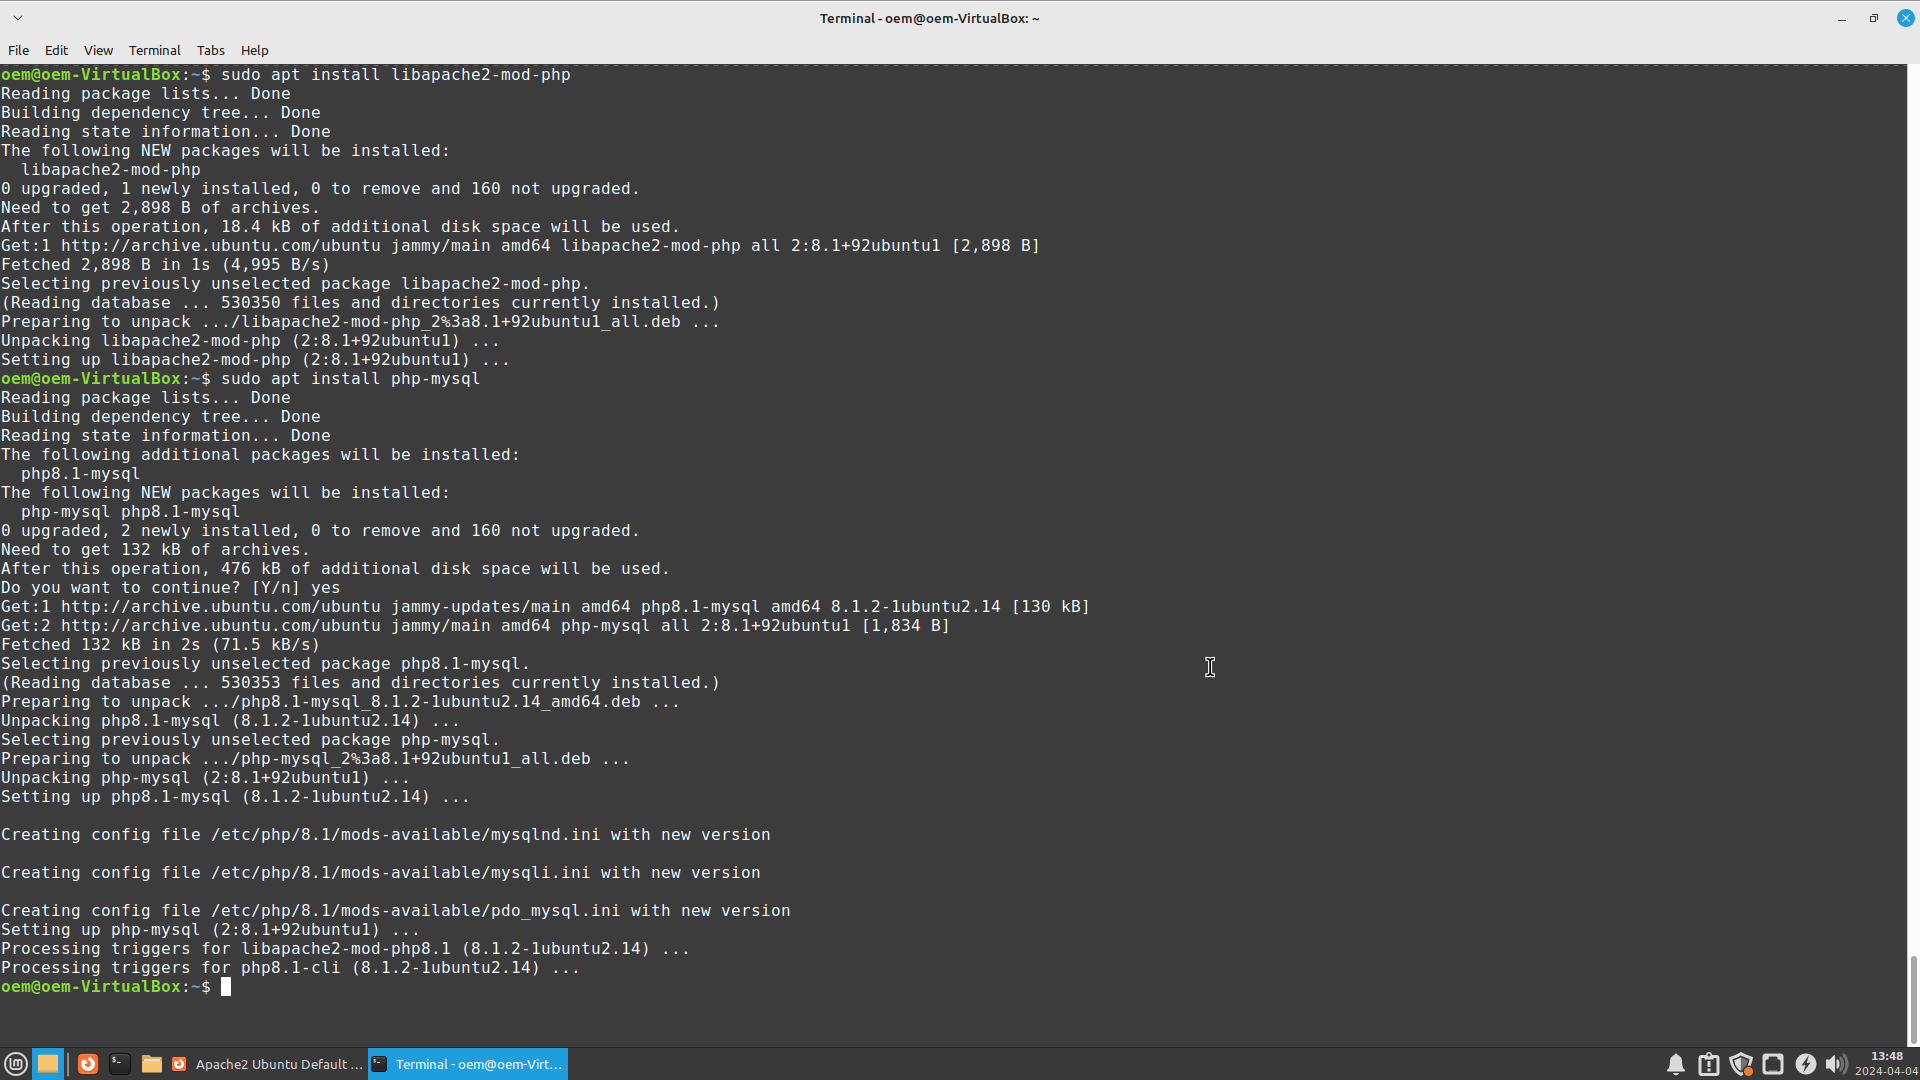 Terminal - oem@oem-VirtualBox: ~
File Edit View Terminal Tabs Help
oem@oem-VirtualBox:~$ sudo apt install libapache2-mod-php
Reading package lists... Done
Building dependency tree... Done
Reading state information... Done
The following NEW packages will be installed:
  libapache2-mod-php
0 upgraded, 1 newly installed, 0 to remove and 160 not upgraded.
Need to get 2,898 B of archives.
After this operation, 18.4 kB of additional disk space will be used.
Get:1 http://archive.ubuntu.com/ubuntu jammy/main amd64 libapache2-mod-php all 2:8.1+92ubuntu1 [2,898 B]
Fetched 2,898 B in 1s (4,995 B/s)
Selecting previously unselected package libapache2-mod-php.
(Reading database ... 530350 files and directories currently installed.)
Preparing to unpack .../libapache2-mod-php_2%3a8.1+92ubuntu1_all.deb ...
Unpacking libapache2-mod-php (2:8.1+92ubuntu1) ...
Setting up libapache2-mod-php (2:8.1+92ubuntu1) ...
oem@oem-VirtualBox:~$ sudo apt install php-mysql
Reading package lists... Done
Building dependency tree... Done
Reading state information... Done
The following additional packages will be installed:
  php8.1-mysql
The following NEW packages will be installed:
  php-mysql php8.1-mysql
0 upgraded, 2 newly installed, 0 to remove and 160 not upgraded.
Need to get 132 kB of archives.
After this operation, 476 kB of additional disk space will be used.
Do you want to continue? [Y/n] yes
Get:1 http://archive.ubuntu.com/ubuntu jammy-updates/main amd64 php8.1-mysql amd64 8.1.2-1ubuntu2.14 [130 kB]
Get:2 http://archive.ubuntu.com/ubuntu jammy/main amd64 php-mysql all 2:8.1+92ubuntu1 [1,834 B]
Fetched 132 kB in 2s (71.5 kB/s)
Selecting previously unselected package php8.1-mysql.
(Reading database ... 530353 files and directories currently installed.)
Preparing to unpack .../php8.1-mysql_8.1.2-1ubuntu2.14_amd64.deb ...
Unpacking php8.1-mysql (8.1.2-1ubuntu2.14) ...
Selecting previously unselected package php-mysql.
Preparing to unpack .../php-mysql_2%3a8.1+92ubuntu1_all.deb ...
Unpacking php-mysql (2:8.1+92ubuntu1) ...
Setting up php8.1-mysql (8.1.2-1ubuntu2.14) ...
Creating config file /etc/php/8.1/mods-available/mysqlnd.ini with new version
Creating config file /etc/php/8.1/mods-available/mysqli.ini with new version
Creating config file /etc/php/8.1/mods-available/pdo_mysql.ini with new version
Setting up php-mysql (2:8.1+92ubuntu1) ...
Processing triggers for libapache2-mod-php8.1 (8.1.2-1ubuntu2.14) ...
Processing triggers for php8.1-cli (8.1.2-1ubuntu2.14) ...
oem@oem-VirtualBox:~$
Apache2 Ubuntu Default ... Terminal - oem@oem-Virt... 13:48
2024-04-04